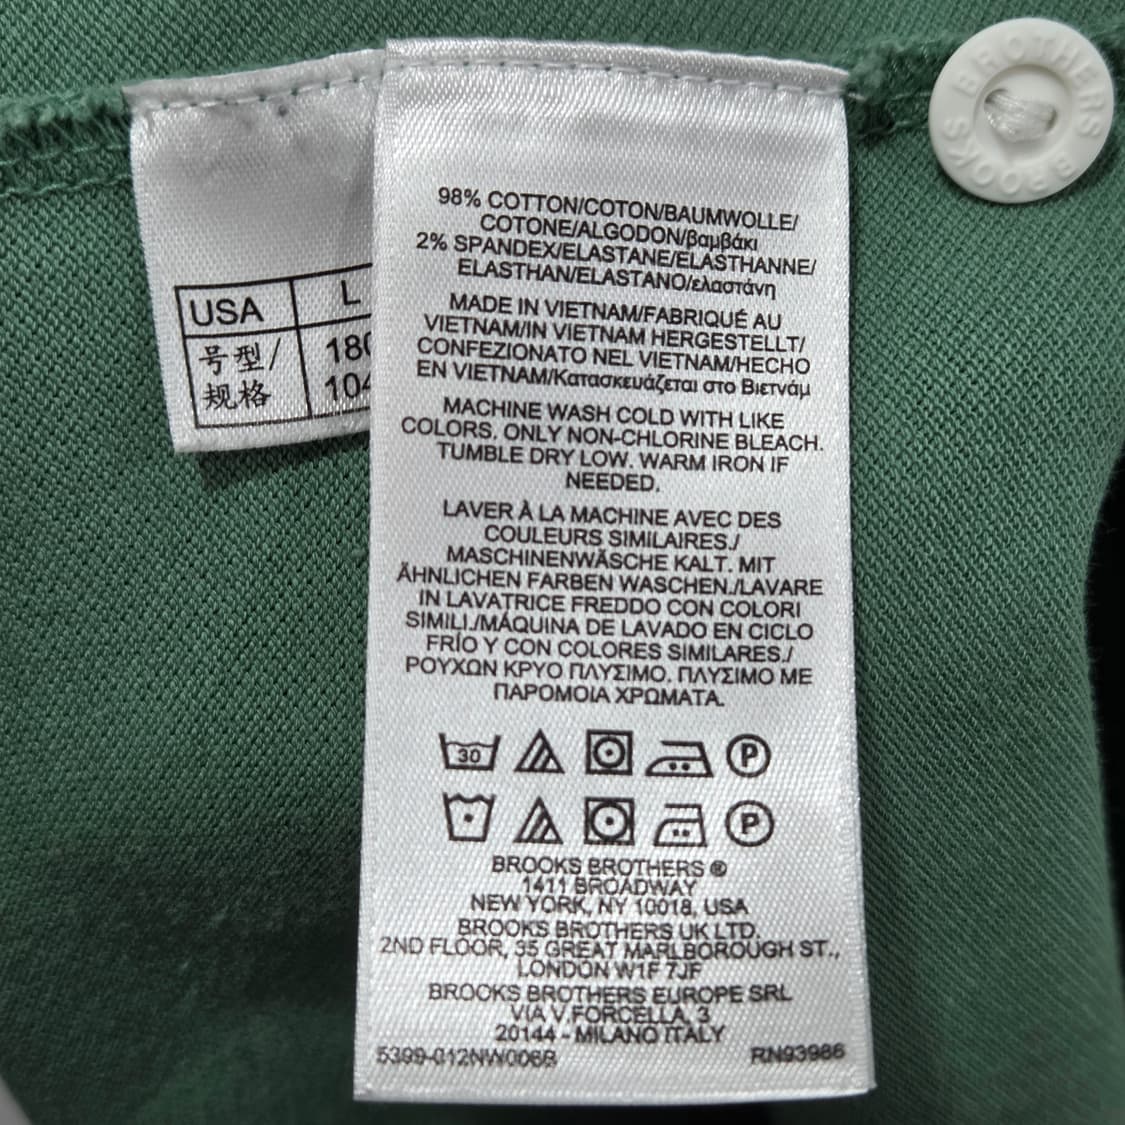 BROOKS BROTHERS
98% COTTON/COTON/BAUMWOLLE/
COTONE/ALGODON/βαμβάκι
2% SPANDEX/ELASTANE/ELASTHANNE/
ELASTHAN/ELASTANO/ελαστάνη
MADE IN VIETNAM/FABRIQUÉ AU
VIETNAM/IN VIETNAM HERGESTELLT/
CONFEZIONATO NEL VIETNAM/HECHO
EN VIETNAM/Κατασκευάζεται στο Βιετνάμ
MACHINE WASH COLD WITH LIKE
COLORS. ONLY NON-CHLORINE BLEACH.
TUMBLE DRY LOW. WARM IRON IF
NEEDED.
LAVER À LA MACHINE AVEC DES
COULEURS SIMILAIRES./
MASCHINENWÄSCHE KALT. MIT
ÄHNLICHEN FARBEN WASCHEN./LAVARE
IN LAVATRICE FREDDO CON COLORI
SIMILI./MÁQUINA DE LAVADO EN CICLO
FRÍO Y CON COLORES SIMILARES./
ΡΟΥΧΩΝ ΚΡΥΟ ΠΛΥΣΙΜΟ. ΠΛΥΣΙΜΟ ΜΕ
ΠΑΡΟΜΟΙΑ ΧΡΩΜΑΤΑ.
30 P
P
BROOKS BROTHERS ®
1411 BROADWAY
NEW YORK, NY 10018, USA
BROOKS BROTHERS UK LTD.
2ND FLOOR, 35 GREAT MARLBOROUGH ST.,
LONDON W1F 7JF
BROOKS BROTHERS EUROPE SRL
VIA V.FORCELLA, 3
20144 - MILANO ITALY
RN93986
USA L
号型/ 180
规格 104